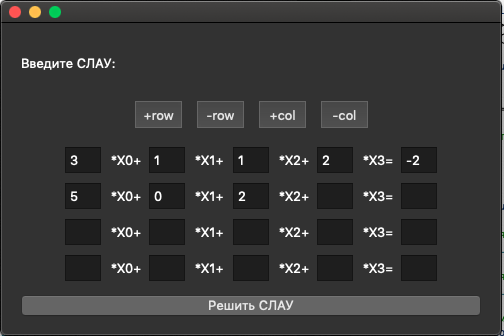 Введите СЛАУ:
+row -row +col -col
3 *X0+ 1 *X1+ 1 *X2+ 2 *X3= -2
5 *X0+ 0 *X1+ 2 *X2+ *X3=
*X0+ *X1+ *X2+ *X3=
*X0+ *X1+ *X2+ *X3=
Решить СЛАУ